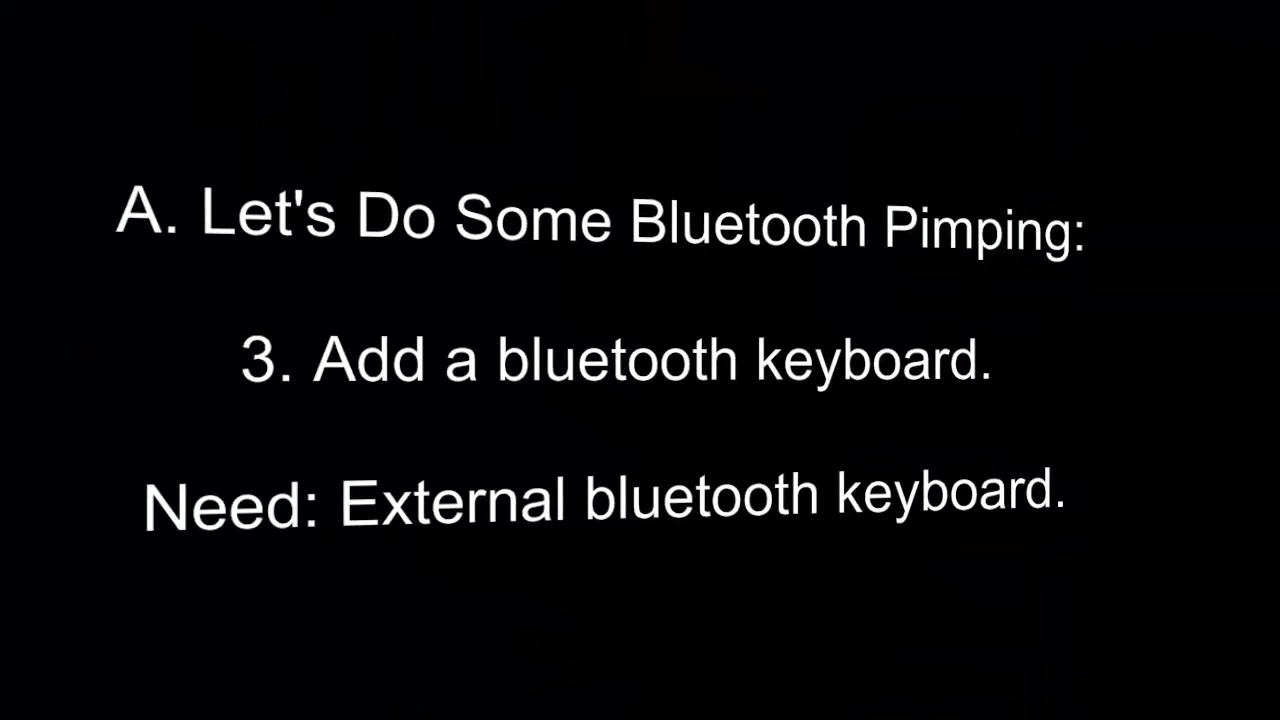 A. Let's Do Some Bluetooth Pimping:
3. Add a bluetooth keyboard.
Need: External bluetooth keyboard.